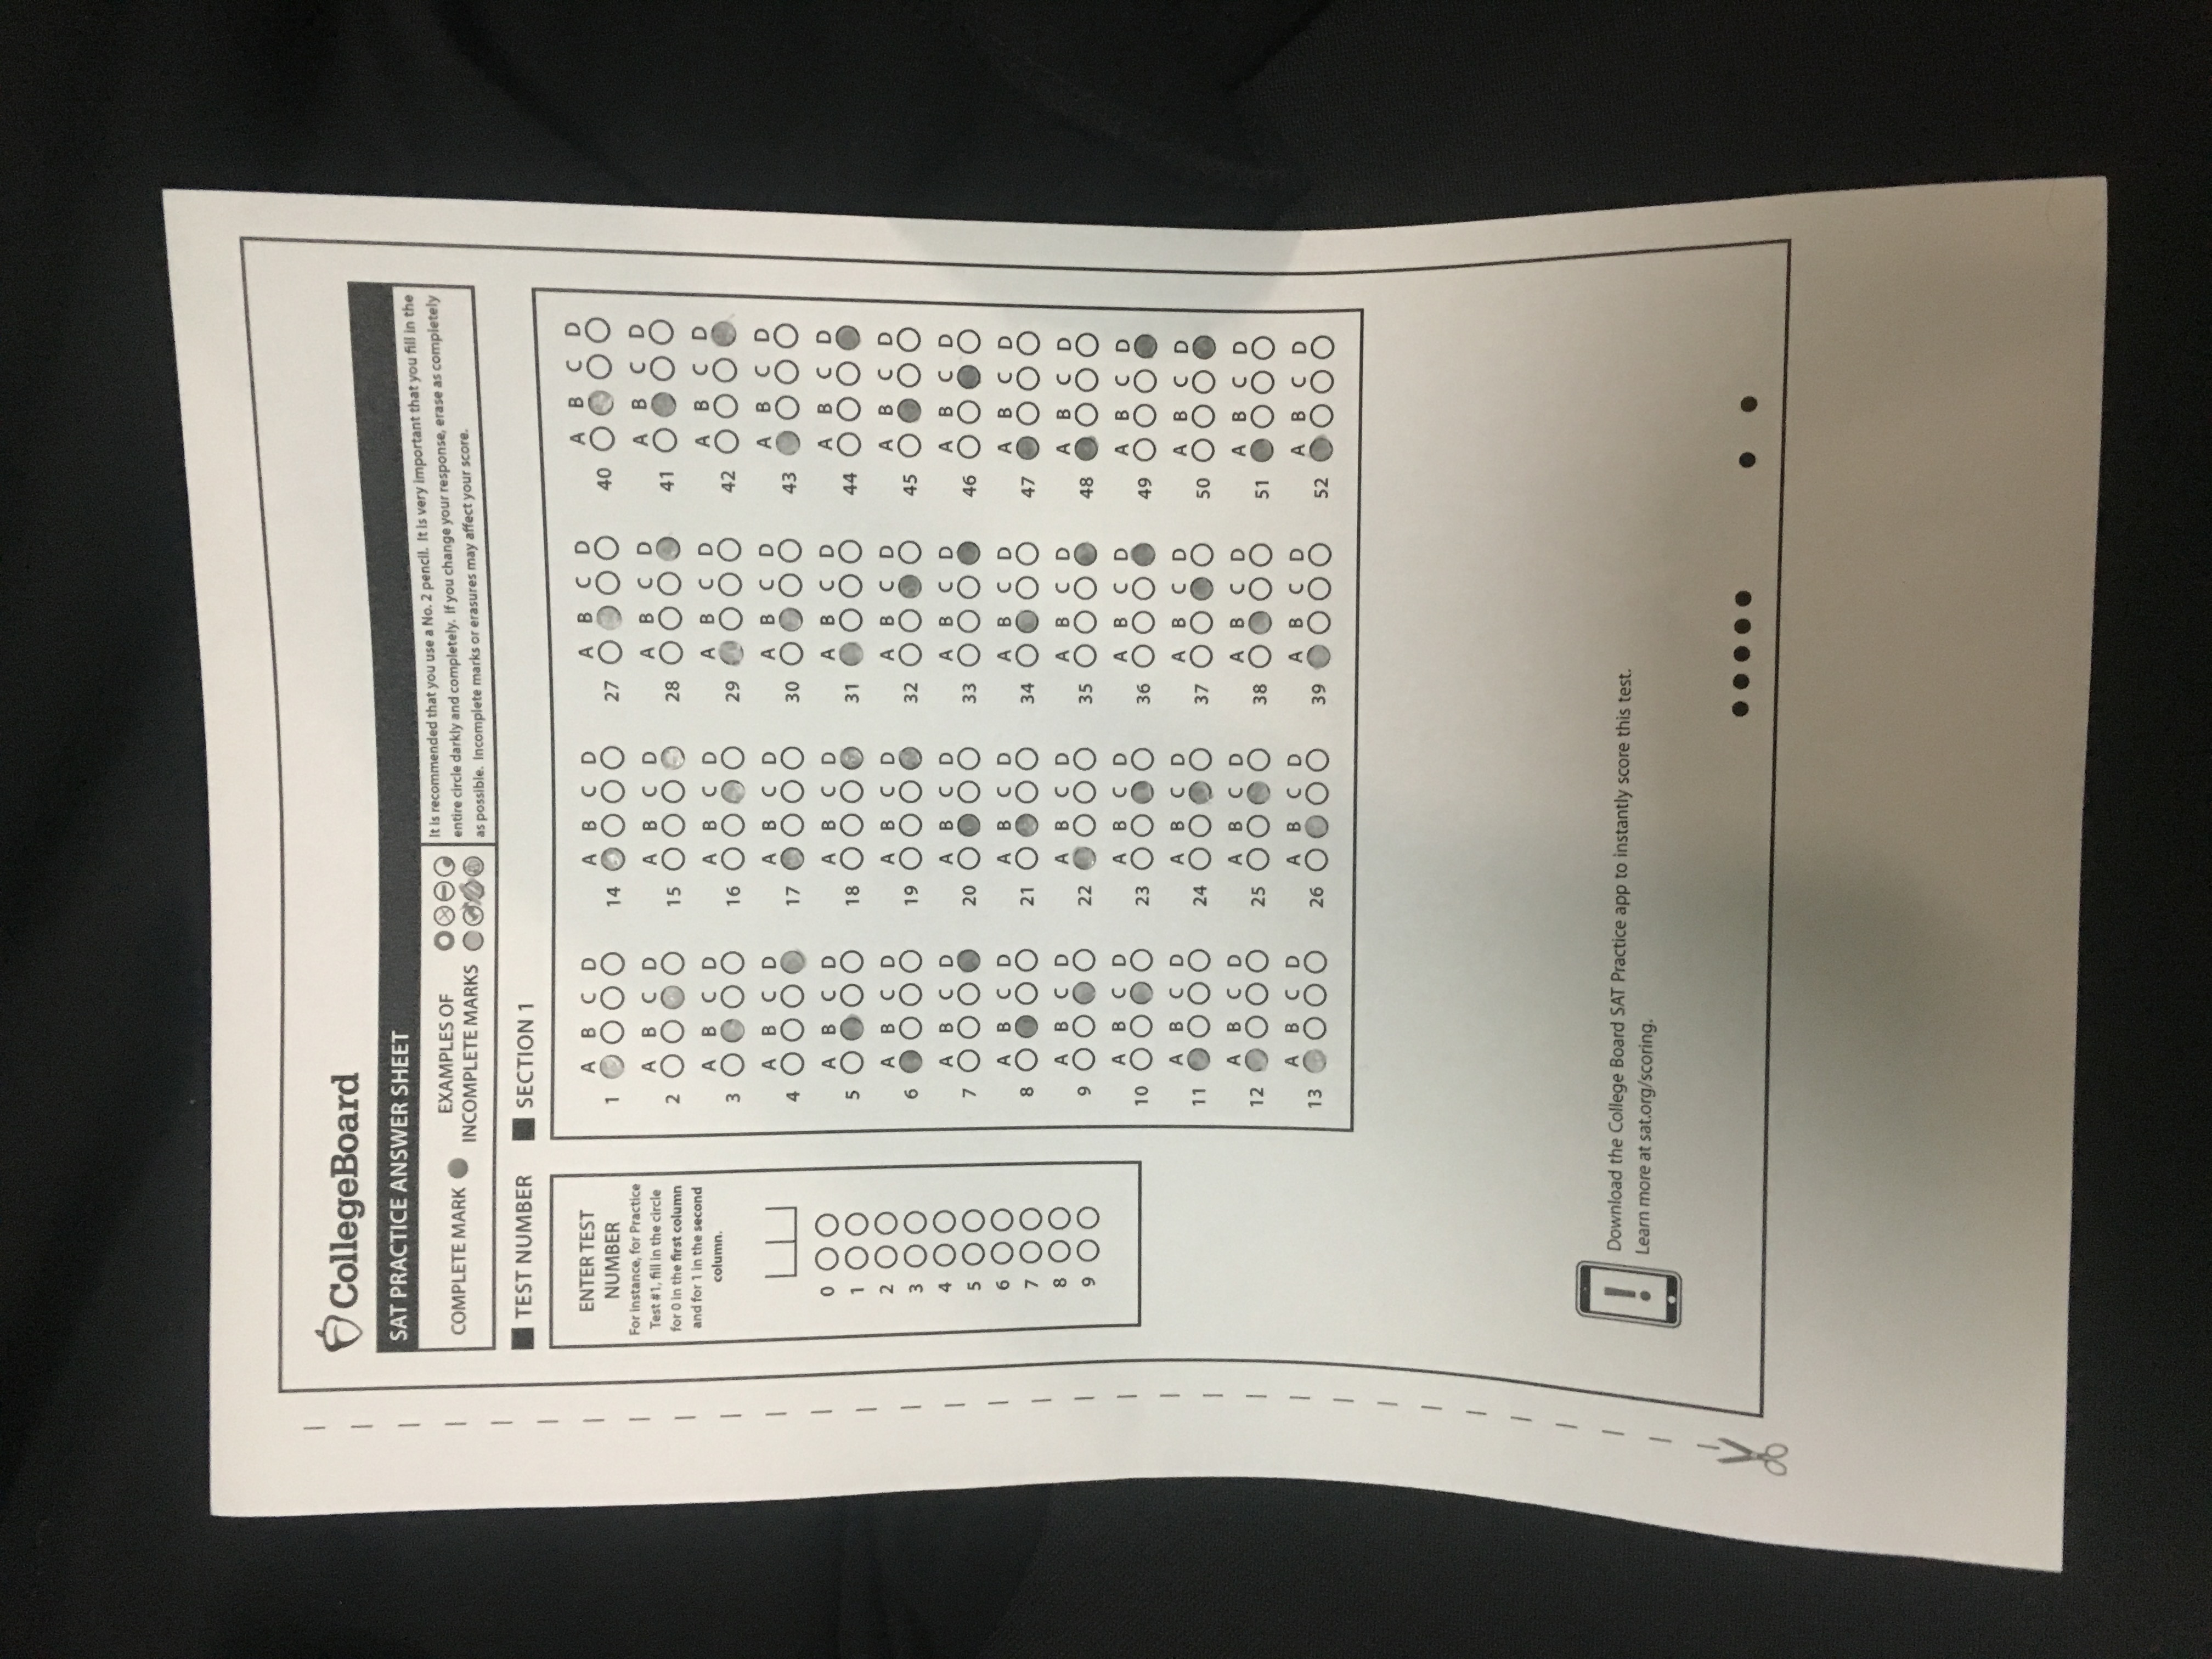 CollegeBoard
SAT PRACTICE ANSWER SHEET
COMPLETE MARK
EXAMPLES OF
INCOMPLETE MARKS
It is recommended that you use a No. 2 pencil. It is very important that you fill in the
entire circle darkly and completely. If you change your response, erase as completely
as possible. Incomplete marks or erasures may affect your score.
TEST NUMBER
ENTER TEST
NUMBER
For instance, for Practice
Test #1, fill in the circle
for 0 in the first column
and for 1 in the second
column.
0
1
2
3
4
5
6
7
8
9
SECTION 1
A B C D
1
A B C D
2
A B C D
3
A B C D
4
A B C D
5
A B C D
6
A B C D
7
A B C D
8
A B C D
9
A B C D
10
A B C D
11
A B C D
12
A B C D
13
A B C D
14
A B C D
15
A B C D
16
A B C D
17
A B C D
18
A B C D
19
A B C D
20
A B C D
21
A B C D
22
A B C D
23
A B C D
24
A B C D
25
A B C D
26
A B C D
27
A B C D
28
A B C D
29
A B C D
30
A B C D
31
A B C D
32
A B C D
33
A B C D
34
A B C D
35
A B C D
36
A B C D
37
A B C D
38
A B C D
39
A B C D
40
A B C D
41
A B C D
42
A B C D
43
A B C D
44
A B C D
45
A B C D
46
A B C D
47
A B C D
48
A B C D
49
A B C D
50
A B C D
51
A B C D
52
!
Download the College Board SAT Practice app to instantly score this test.
Learn more at sat.org/scoring.